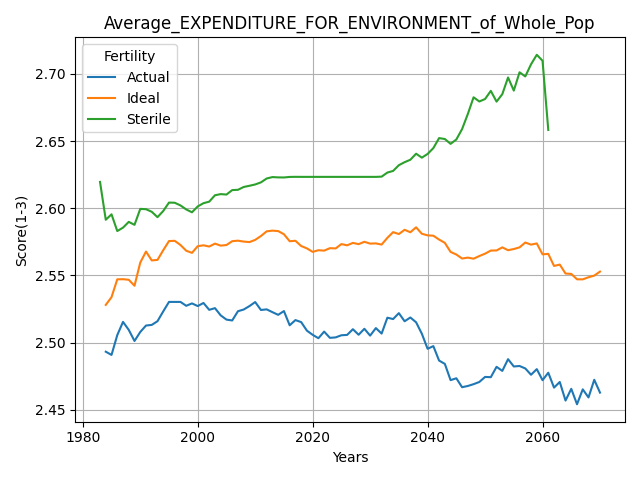 Average_EXPENDITURE_FOR_ENVIRONMENT_of_Whole_Pop
Fertility
Actual
Ideal
Sterile
Score(1-3)
2.70
2.65
2.60
2.55
2.50
2.45
1980
2000
2020
2040
2060
Years